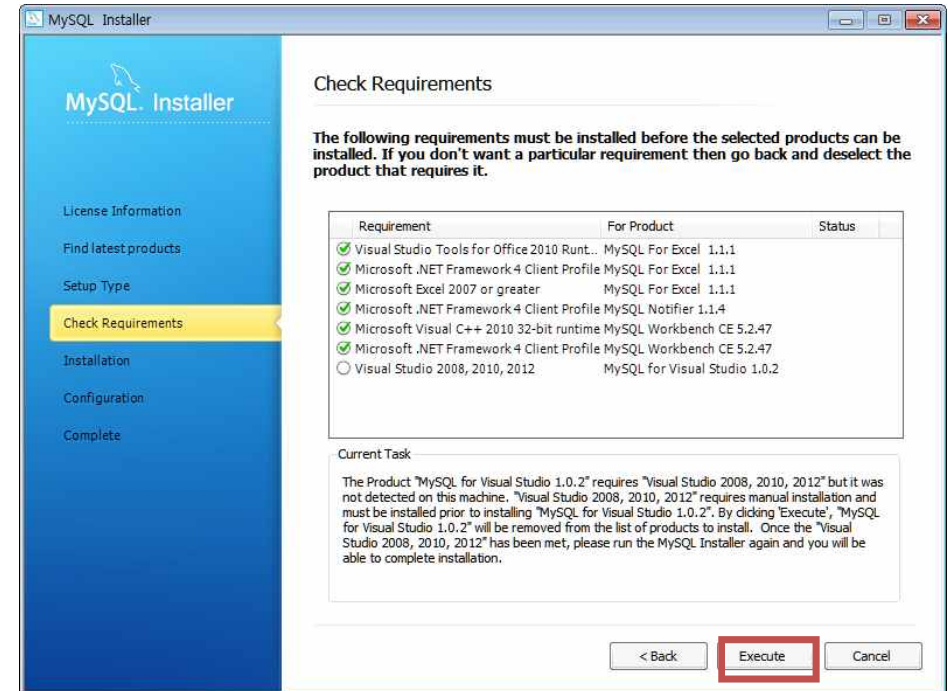 MySQL Installer
MySQL. Installer
License Information
Find latest products
Setup Type
Check Requirements
Installation
Configuration
Complete
Check Requirements
The following requirements must be installed before the selected products can be
installed. If you don't want a particular requirement then go back and deselect the
product that requires it.
Requirement For Product Status
Visual Studio Tools for Office 2010 Runt... MySQL For Excel 1.1.1
Microsoft .NET Framework 4 Client Profile MySQL For Excel 1.1.1
Microsoft Excel 2007 or greater MySQL For Excel 1.1.1
Microsoft .NET Framework 4 Client Profile MySQL Notifier 1.1.4
Microsoft Visual C++ 2010 32-bit runtime MySQL Workbench CE 5.2.47
Microsoft .NET Framework 4 Client Profile MySQL Workbench CE 5.2.47
Visual Studio 2008, 2010, 2012 MySQL for Visual Studio 1.0.2
Current Task
The Product "MySQL for Visual Studio 1.0.2" requires "Visual Studio 2008, 2010, 2012" but it was
not detected on this machine. "Visual Studio 2008, 2010, 2012" requires manual installation and
must be installed prior to installing "MySQL for Visual Studio 1.0.2". By clicking 'Execute', "MySQL
for Visual Studio 1.0.2" will be removed from the list of products to install. Once the "Visual
Studio 2008, 2010, 2012" has been met, please run the MySQL Installer again and you will be
able to complete installation.
< Back Execute Cancel